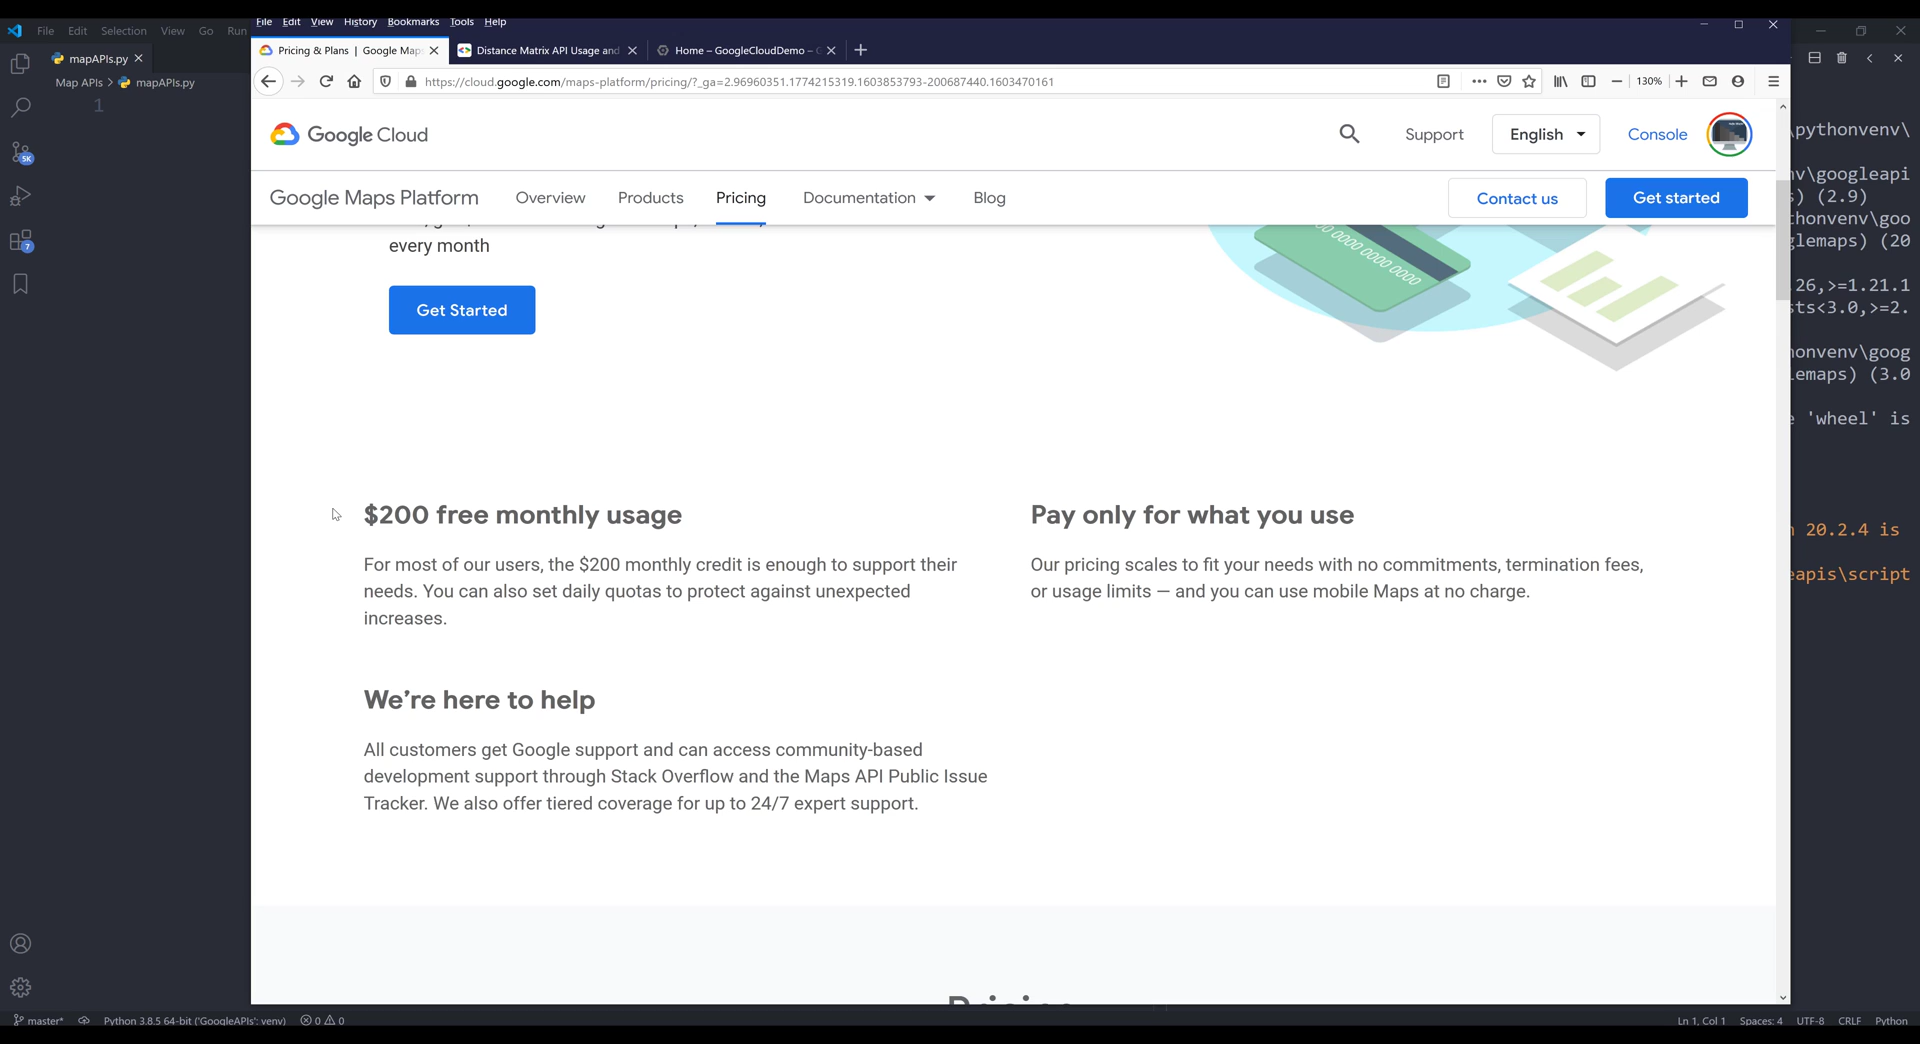 File Edit View History Bookmarks Tools Help
File Edit Selection View Go Run
Pricing & Plans | Google Maps
Distance Matrix API Usage and
Home – GoogleCloudDemo –
mapAPIs.py
Map APIs > mapAPIs.py
https://cloud.google.com/maps-platform/pricing/?_ga=2.96960351.1774215319.1603853793-200687440.1603470161
130%
1
Google Cloud
Support
English
Console
Google Maps Platform
Overview
Products
Pricing
Documentation
Blog
Contact us
Get started
every month
0000 0000 0000
Get Started
$200 free monthly usage
For most of our users, the $200 monthly credit is enough to support their
needs. You can also set daily quotas to protect against unexpected
increases.
Pay only for what you use
Our pricing scales to fit your needs with no commitments, termination fees,
or usage limits — and you can use mobile Maps at no charge.
We're here to help
All customers get Google support and can access community-based
development support through Stack Overflow and the Maps API Public Issue
Tracker. We also offer tiered coverage for up to 24/7 expert support.
Pricing
5K
7
\pythonvenv\
\googleapi
) (2.9)
thonvenv\goo
glemaps) (20
26,>=1.21.1
sts<3.0,>=2.
honvenv\goog
lemaps) (3.0
'wheel' is
20.2.4 is
eapis\script
master*
Python 3.8.5 64-bit ('GoogleAPIs': venv)
0 0
Ln 1, Col 1
Spaces: 4
UTF-8
CRLF
Python